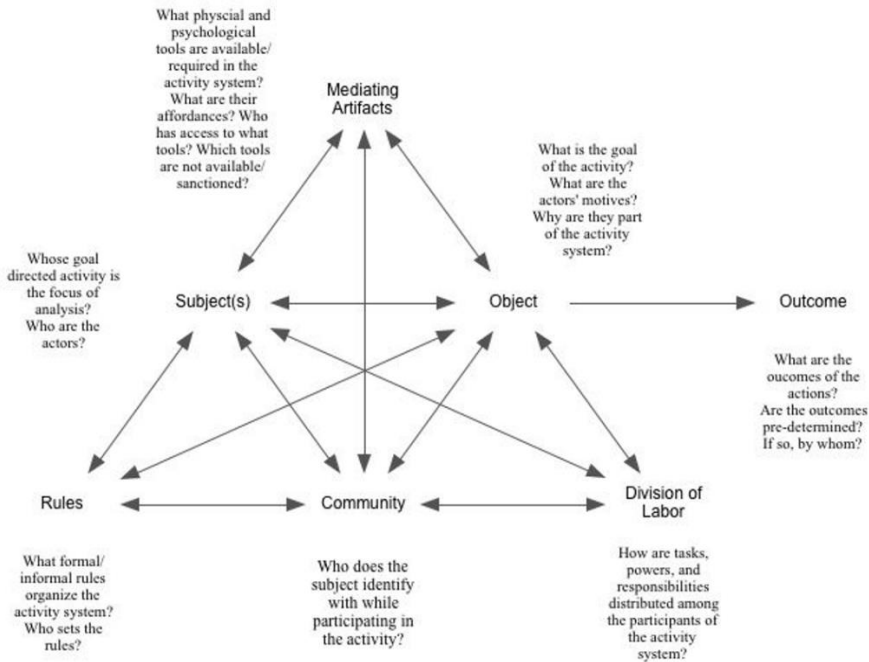 What physcial and
psychological
tools are available/
required in the
activity system?
What are their
affordances? Who
has access to what
tools? Which tools
are not available/
sanctioned?
Mediating
Artifacts
What is the goal
of the activity?
What are the
actors' motives?
Why are they part
of the activity
system?
Whose goal
directed activity is
the focus of
analysis?
Who are the
actors?
Subject(s)
Object
Outcome
What are the
oucomes of the
actions?
Are the outcomes
pre-determined?
If so, by whom?
Rules
Community
Division of
Labor
What formal/
informal rules
organize the
activity system?
Who sets the
rules?
Who does the
subject identify
with while
participating in
the activity?
How are tasks,
powers, and
responsibilities
distributed among
the participants of
the activity
system?